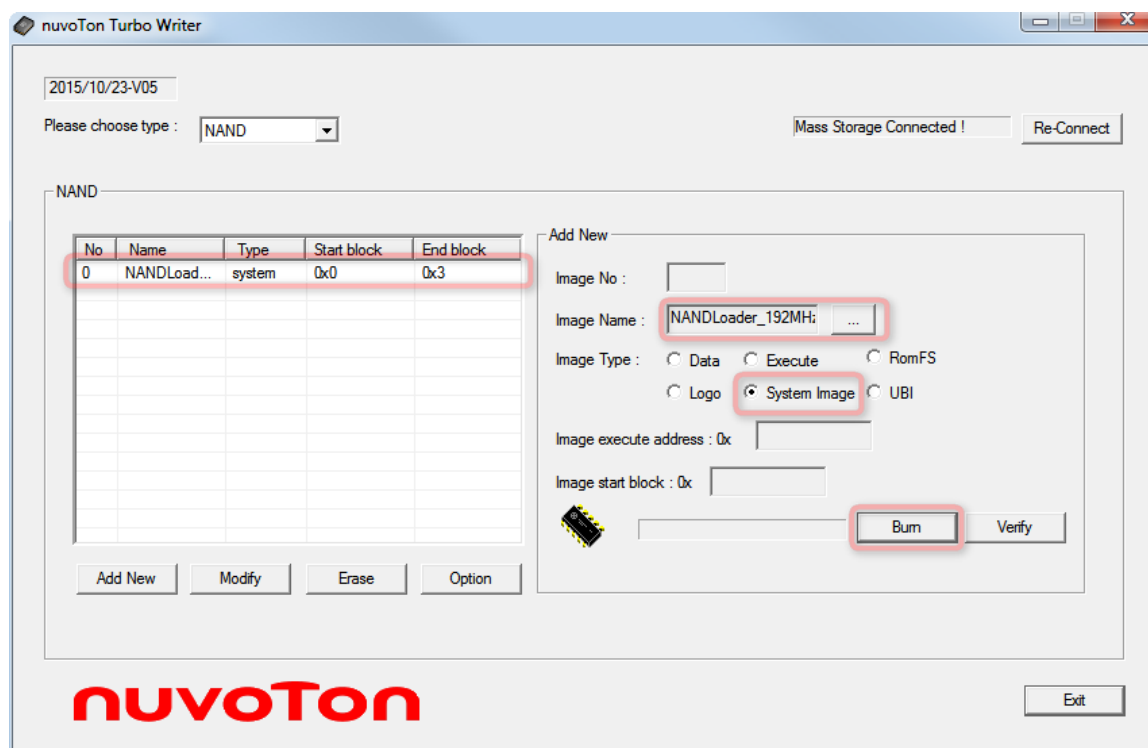 nuvoTon Turbo Writer
2015/10/23-V05
Please choose type : NAND
Mass Storage Connected ! Re-Connect
NAND
No Name Type Start block End block
0 NANDLoad... system 0x0 0x3
Add New Modify Erase Option
Add New
Image No :
Image Name : NANDLoader_192MHz ...
Image Type : Data Execute RomFS
Logo System Image UBI
Image execute address : 0x
Image start block : 0x
Burn Verify
nuvoTon
Exit